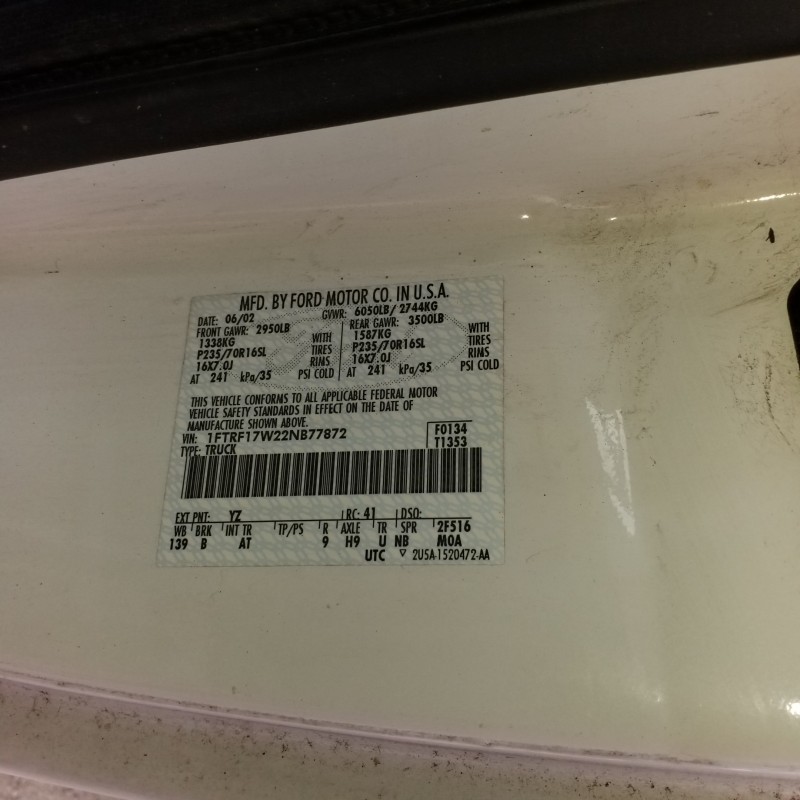 MFD. BY FORD MOTOR CO. IN U.S.A.
DATE: 06/02 GVWR: 6050LB/ 2744KG
FRONT GAWR: 2950LB REAR GAWR: 3500LB
1338KG WITH 1587KG WITH
P235/70R16SL TIRES P235/70R16SL TIRES
16X7.0J RIMS 16X7.0J RIMS
AT 241 kPa/35 PSI COLD AT 241 kPa/35 PSI COLD
THIS VEHICLE CONFORMS TO ALL APPLICABLE FEDERAL MOTOR
VEHICLE SAFETY STANDARDS IN EFFECT ON THE DATE OF
MANUFACTURE SHOWN ABOVE.
VIN: 1FTRF17W22NB77872 F0134
TYPE: TRUCK T1353
EXT PNT: YZ RC: 41 DSO:
WB BRK INT TR TP/PS R AXLE TR SPR 2F516
139 B AT 9 H9 U NB M0A
UTC ▽ 2U5A-1520472-AA